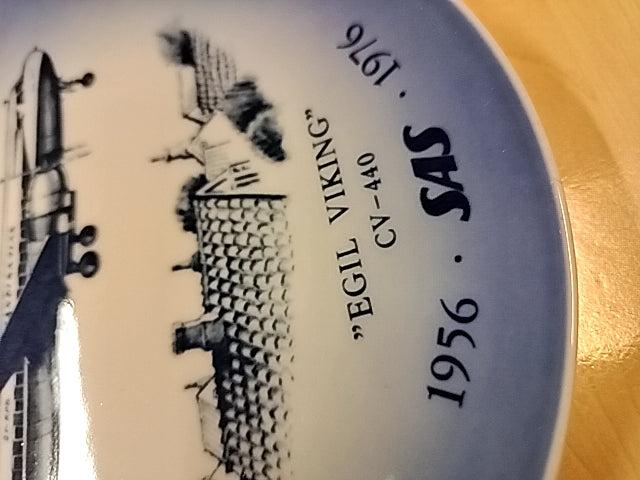 "EGIL VIKING"
CV-440
1956 · SAS · 1976